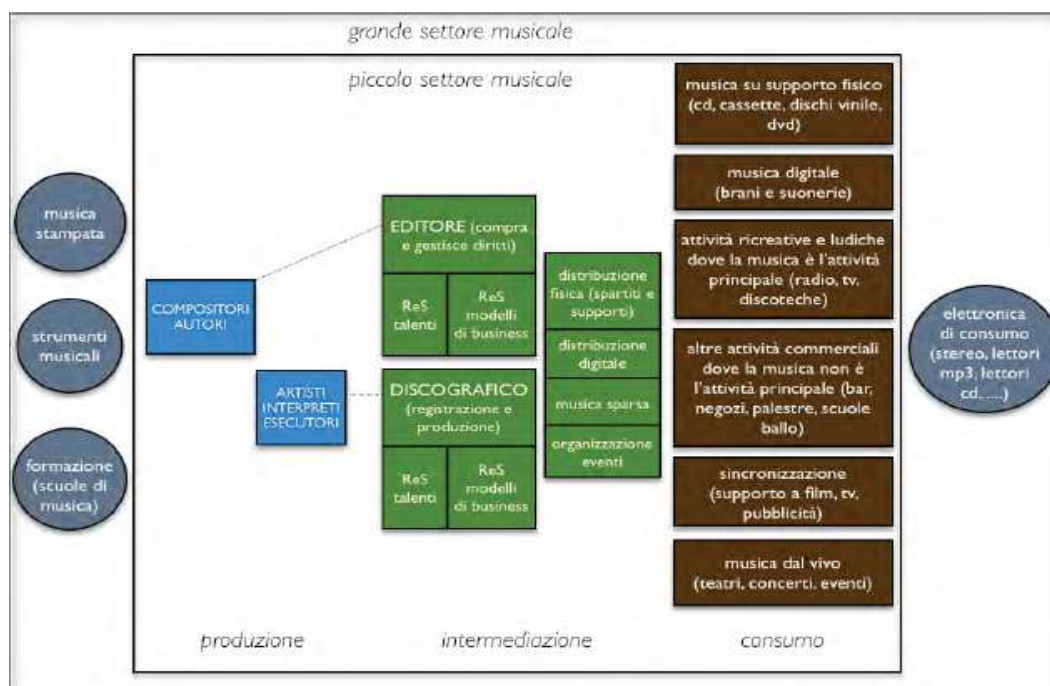 grande settore musicale
piccolo settore musicale
musica
stampata
strumenti
musicali
formazione
(scuole di
musica)
COMPOSITORI
AUTORI
ARTISTI
INTERPRETI
ESECUTORI
EDITORE (compra
e gestisce diritti)
ReS
talenti
ReS
modelli
di business
DISCOGRAFICO
(registrazione e
produzione)
ReS
talenti
ReS
modelli
di business
distribuzione
fisica (spartiti e
supporti)
distribuzione
digitale
musica sparsa
organizzazione
eventi
musica su supporto fisico
(cd, cassette, dischi vinile,
dvd)
musica digitale
(brani e suonerie)
attività ricreative e ludiche
dove la musica è l'attività
principale (radio, tv,
discoteche)
altre attività commerciali
dove la musica non è
l'attività principale (bar,
negozi, palestre, scuole
ballo)
sincronizzazione
(supporto a film, tv,
pubblicità)
musica dal vivo
(teatri, concerti, eventi)
elettronica
di consumo
(stereo, lettori
mp3, lettori
cd, ....)
produzione
intermediazione
consumo